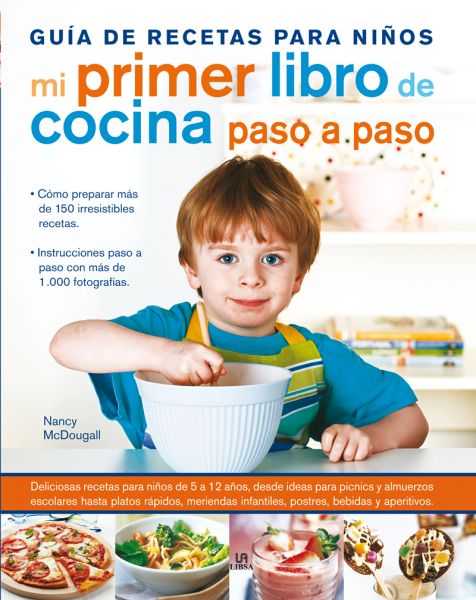 GUÍA DE RECETAS PARA NIÑOS
mi primer libro de
cocina paso a paso
• Cómo preparar más
de 150 irresistibles
recetas.
• Instrucciones paso a
paso con más de
1.000 fotografías.
Nancy
McDougall
Deliciosas recetas para niños de 5 a 12 años, desde ideas para picnics y almuerzos
escolares hasta platos rápidos, meriendas infantiles, postres, bebidas y aperitivos.
LIBSA